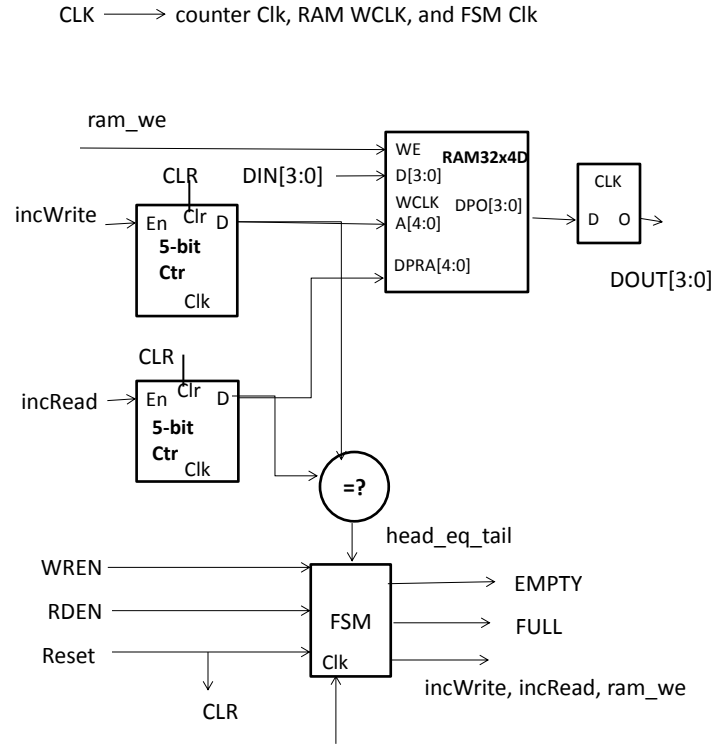 CLK → counter Clk, RAM WCLK, and FSM Clk
ram_we
WE
RAM32x4D
CLR
DIN[3:0]
D[3:0]
CLK
WCLK
DPO[3:0]
incWrite
En
Clr
D
A[4:0]
D O
5-bit
Ctr
DPRA[4:0]
DOUT[3:0]
Clk
CLR
incRead
En
Clr
D
5-bit
Ctr
Clk
=?
head_eq_tail
WREN
EMPTY
RDEN
FSM
FULL
Reset
Clk
incWrite, incRead, ram_we
CLR